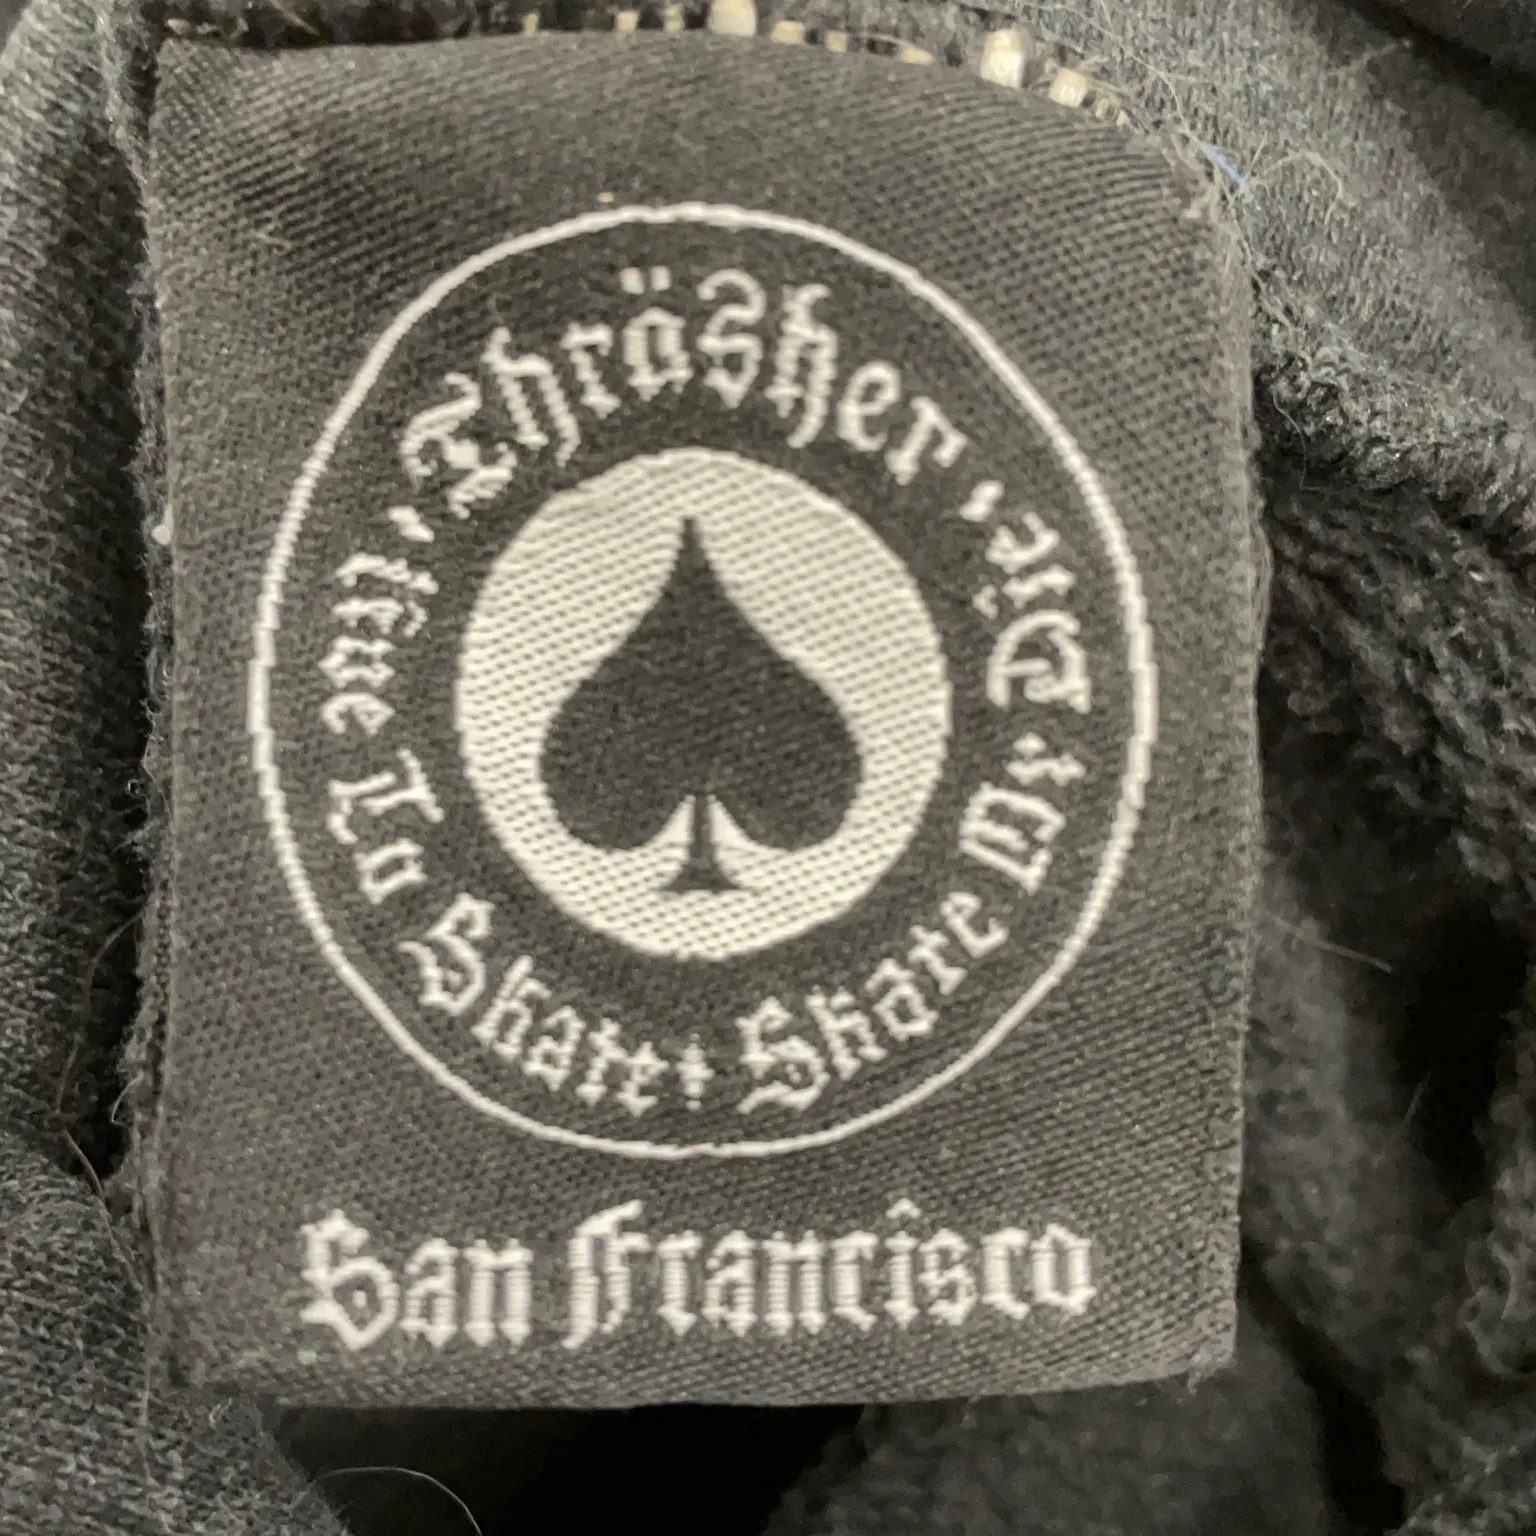 Thräsher
Live To Skate
Skate Or Die
San Francisco